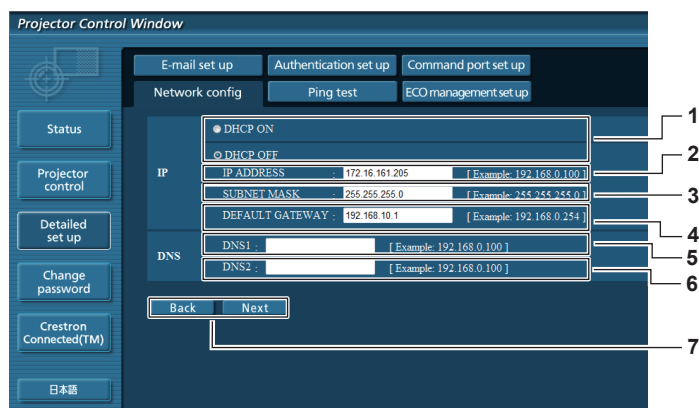 Projector Control Window
E-mail set up Authentication set up Command port set up
Network config Ping test ECO management set up
Status
Projector control
Detailed set up
Change password
Crestron Connected(TM)
日本語
IP
DHCP ON
DHCP OFF
IP ADDRESS : 172.16.161.205 [ Example: 192.168.0.100 ]
SUBNET MASK : 255.255.255.0 [ Example: 255.255.255.0 ]
DEFAULT GATEWAY : 192.168.10.1 [ Example: 192.168.0.254 ]
DNS
DNS1 : [ Example: 192.168.0.100 ]
DNS2 : [ Example: 192.168.0.100 ]
Back Next
1
2
3
4
5
6
7